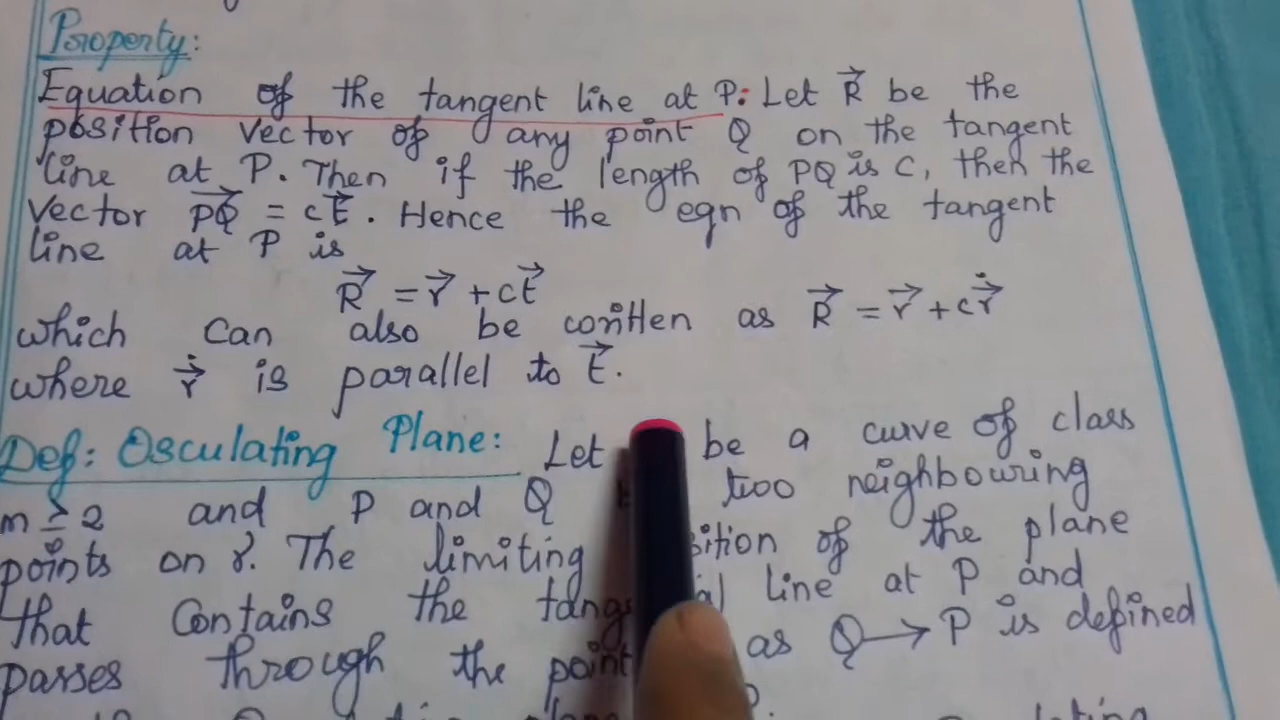 Property:
Equation of the tangent line at P: Let R⃗ be the
position vector of any point Q on the tangent
line at P. Then if the length of PQ is c, then the
vector P⃗Q⃗ = ct⃗. Hence the eqn of the tangent
line at P is
R⃗ = r⃗ + ct⃗
which can also be written as R⃗ = r⃗ + cṙ⃗
where ṙ⃗ is parallel to t⃗.
Def: Osculating Plane: Let be a curve of class
m ≥ 2 and P and Q two neighbouring
points on γ. The limiting of the plane
that contains the line at P and
passes through the point as Q → P is defined